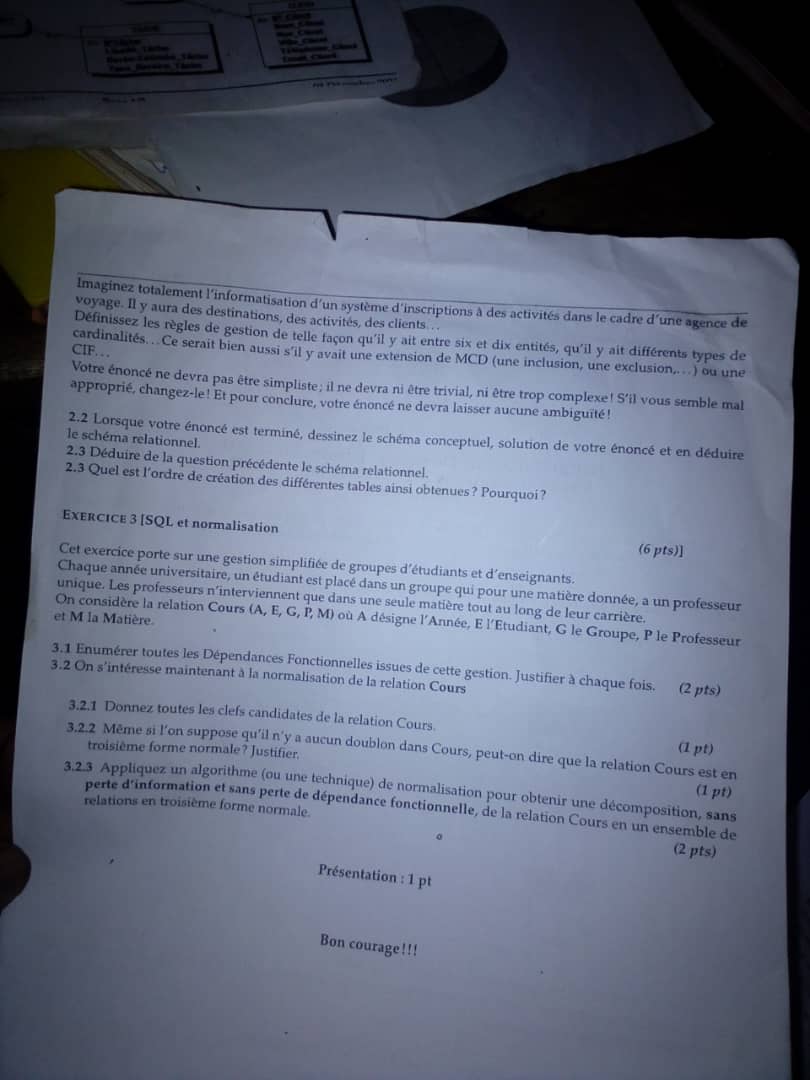 Imaginez totalement l'informatisation d'un système d'inscriptions à des activités dans le cadre d'une agence de
voyage. Il y aura des destinations, des activités, des clients…
Définissez les règles de gestion de telle façon qu'il y ait entre six et dix entités, qu'il y ait différents types de
cardinalités…Ce serait bien aussi s'il y avait une extension de MCD (une inclusion, une exclusion,…) ou une
CIF…
Votre énoncé ne devra pas être simpliste; il ne devra ni être trivial, ni être trop complexe! S'il vous semble mal
approprié, changez-le! Et pour conclure, votre énoncé ne devra laisser aucune ambiguïté!
2.2 Lorsque votre énoncé est terminé, dessinez le schéma conceptuel, solution de votre énoncé et en déduire
le schéma relationnel.
2.3 Déduire de la question précédente le schéma relationnel.
2.3 Quel est l'ordre de création des différentes tables ainsi obtenues? Pourquoi?
EXERCICE 3 [SQL et normalisation (6 pts)]
Cet exercice porte sur une gestion simplifiée de groupes d'étudiants et d'enseignants.
Chaque année universitaire, un étudiant est placé dans un groupe qui pour une matière donnée, a un professeur
unique. Les professeurs n'interviennent que dans une seule matière tout au long de leur carrière.
On considère la relation Cours (A, E, G, P, M) où A désigne l'Année, E l'Etudiant, G le Groupe, P le Professeur
et M la Matière.
3.1 Enumérer toutes les Dépendances Fonctionnelles issues de cette gestion. Justifier à chaque fois. (2 pts)
3.2 On s'intéresse maintenant à la normalisation de la relation Cours
3.2.1 Donnez toutes les clefs candidates de la relation Cours. (1 pt)
3.2.2 Même si l'on suppose qu'il n'y a aucun doublon dans Cours, peut-on dire que la relation Cours est en
troisième forme normale? Justifier. (1 pt)
3.2.3 Appliquez un algorithme (ou une technique) de normalisation pour obtenir une décomposition, sans
perte d'information et sans perte de dépendance fonctionnelle, de la relation Cours en un ensemble de
relations en troisième forme normale. (2 pts)
Présentation : 1 pt
Bon courage!!!